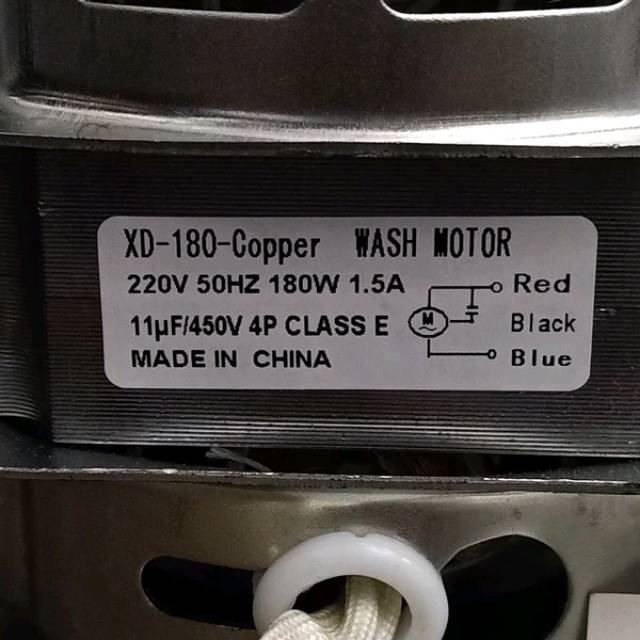 XD-180-Copper WASH MOTOR
220V 50HZ 180W 1.5A
11µF/450V 4P CLASS E
MADE IN CHINA
M
Red
Black
Blue